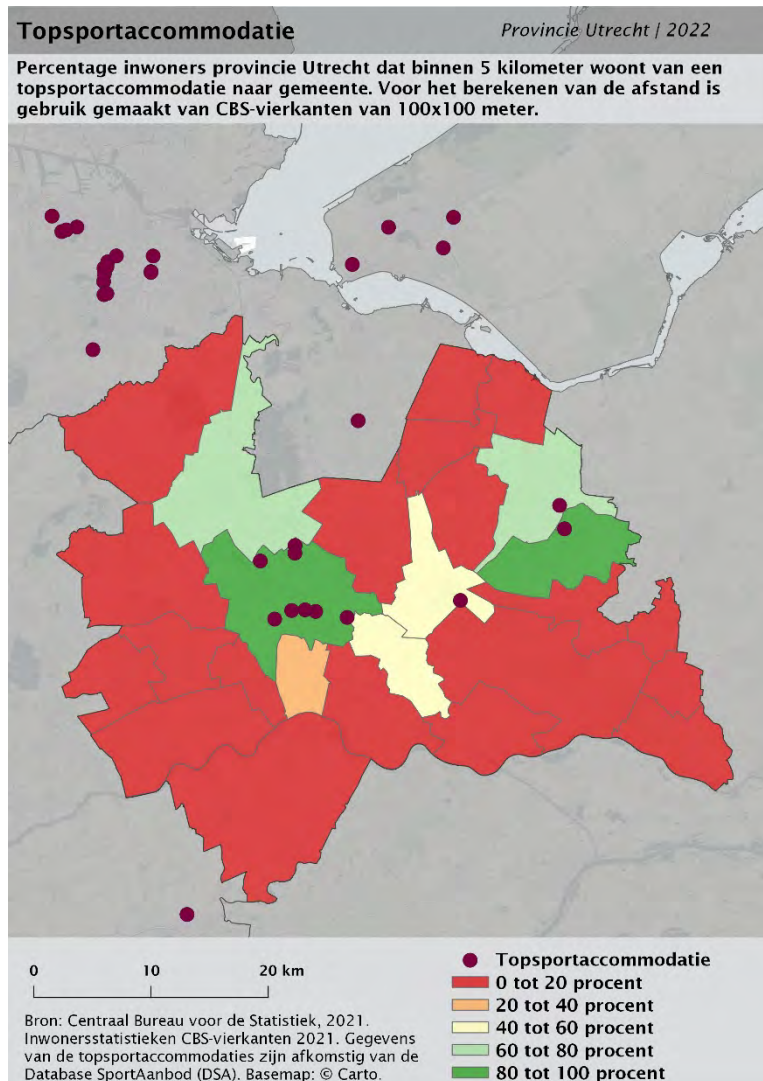 Topsportaccommodatie
Provincie Utrecht | 2022
Percentage inwoners provincie Utrecht dat binnen 5 kilometer woont van een
topsportaccommodatie naar gemeente. Voor het berekenen van de afstand is
gebruik gemaakt van CBS-vierkanten van 100x100 meter.
0 10 20 km
Bron: Centraal Bureau voor de Statistiek, 2021.
Inwonersstatistieken CBS-vierkanten 2021. Gegevens
van de topsportaccommodaties zijn afkomstig van de
Database SportAanbod (DSA). Basemap: © Carto.
Topsportaccommodatie
0 tot 20 procent
20 tot 40 procent
40 tot 60 procent
60 tot 80 procent
80 tot 100 procent